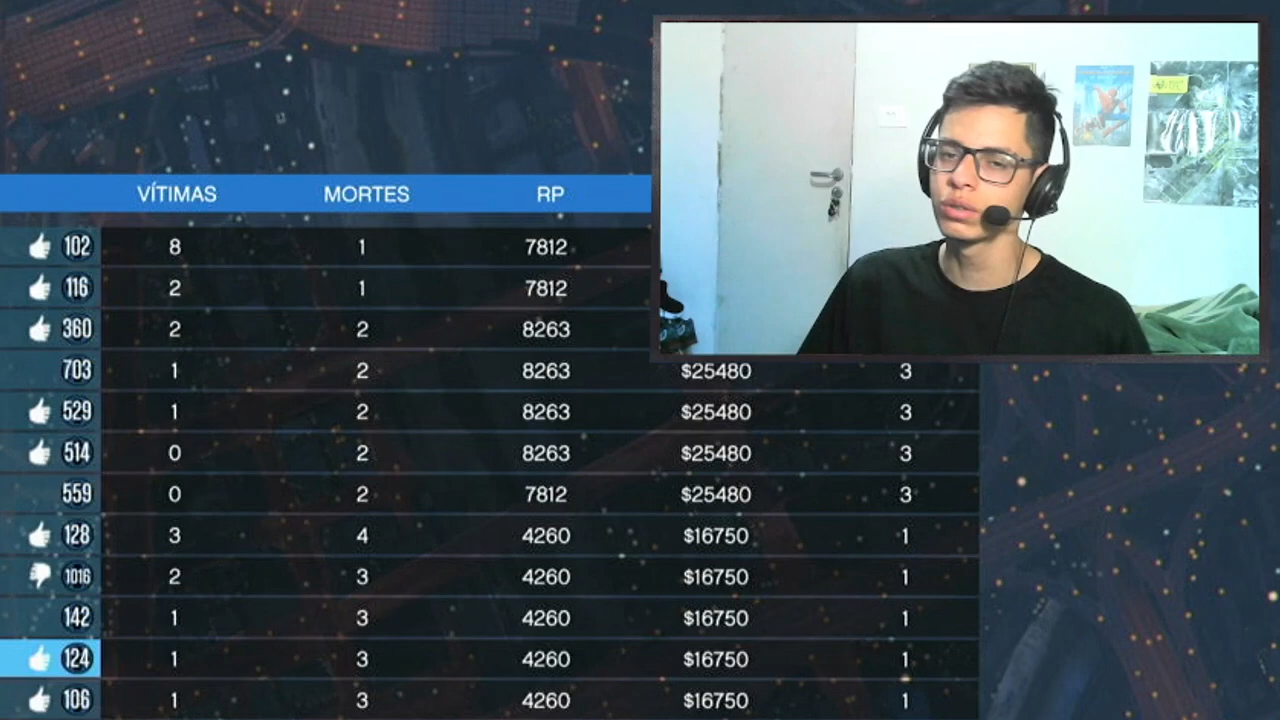 VÍTIMAS MORTES RP
102 8 1 7812
116 2 1 7812
360 2 2 8263
703 1 2 8263 $25480 3
529 1 2 8263 $25480 3
514 0 2 8263 $25480 3
559 0 2 7812 $25480 3
128 3 4 4260 $16750 1
1016 2 3 4260 $16750 1
142 1 3 4260 $16750 1
124 1 3 4260 $16750 1
106 1 3 4260 $16750 1